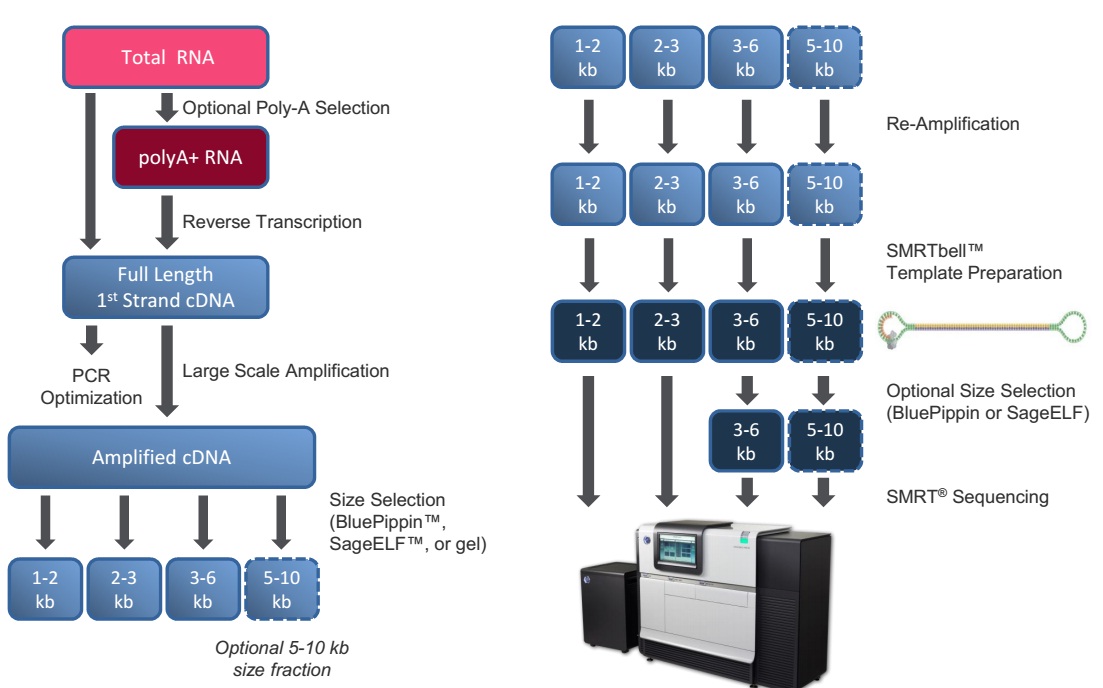 Total RNA
Optional Poly-A Selection
polyA+ RNA
Reverse Transcription
Full Length
1st Strand cDNA
PCR
Optimization
Large Scale Amplification
Amplified cDNA
Size Selection
(BluePippin™,
SageELF™, or gel)
1-2
kb
2-3
kb
3-6
kb
5-10
kb
Optional 5-10 kb
size fraction
1-2
kb
2-3
kb
3-6
kb
5-10
kb
Re-Amplification
1-2
kb
2-3
kb
3-6
kb
5-10
kb
SMRTbell™
Template Preparation
1-2
kb
2-3
kb
3-6
kb
5-10
kb
Optional Size Selection
(BluePippin or SageELF)
3-6
kb
5-10
kb
SMRT® Sequencing